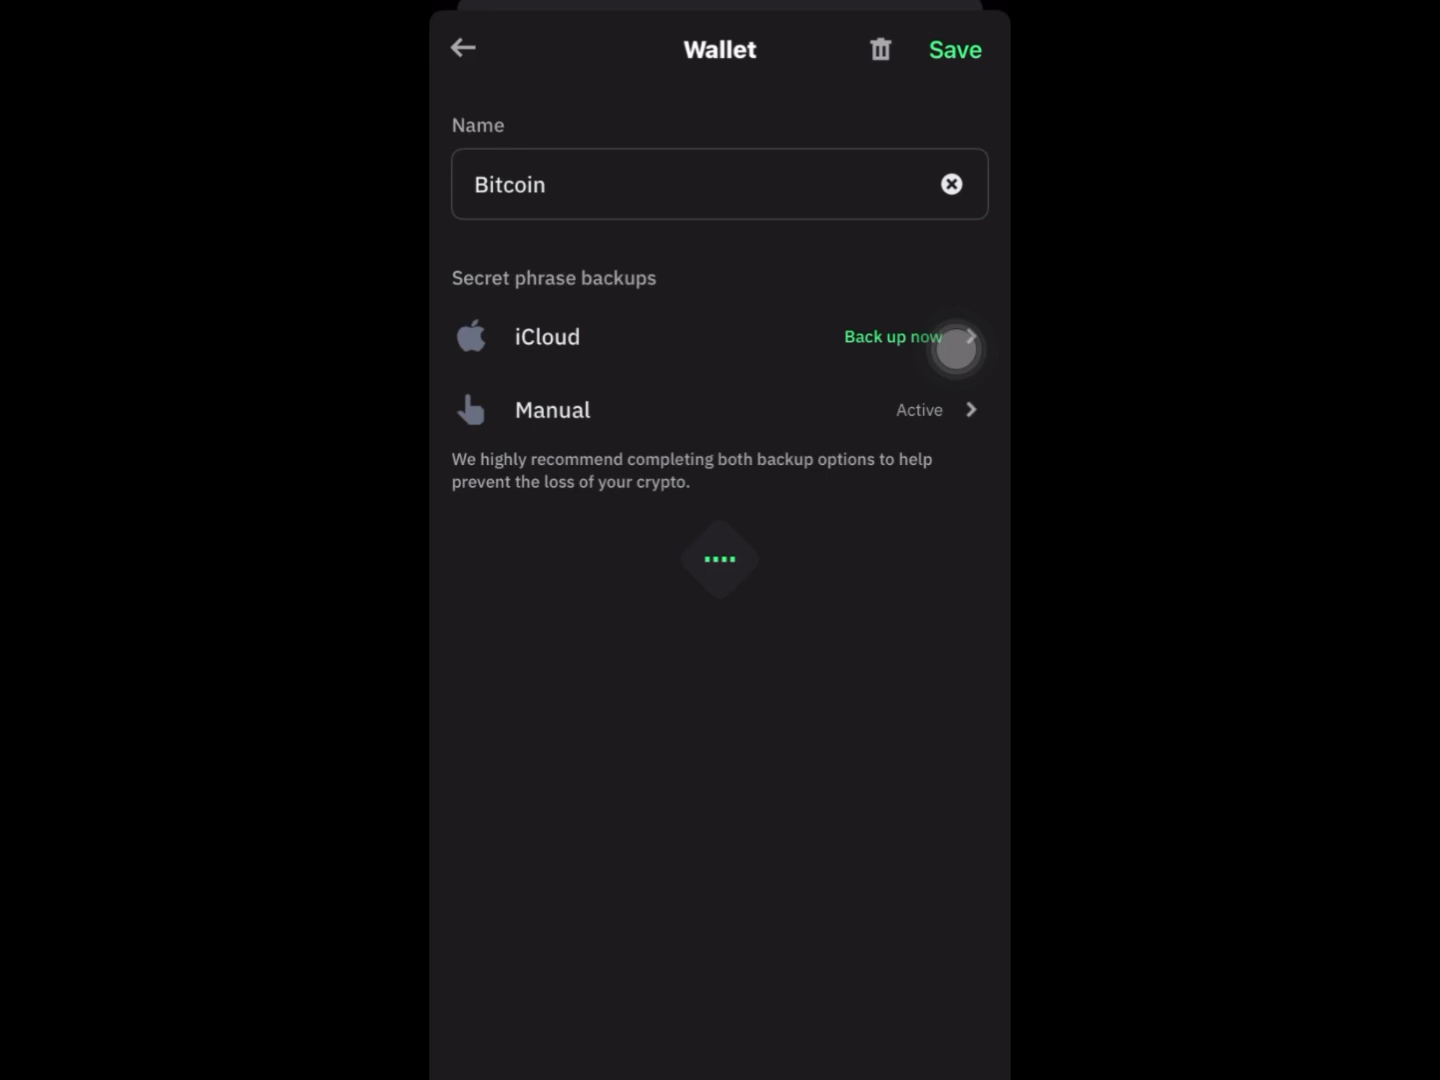 Wallet
Save
Name
Bitcoin
Secret phrase backups
iCloud
Back up now
Manual
Active
We highly recommend completing both backup options to help
prevent the loss of your crypto.